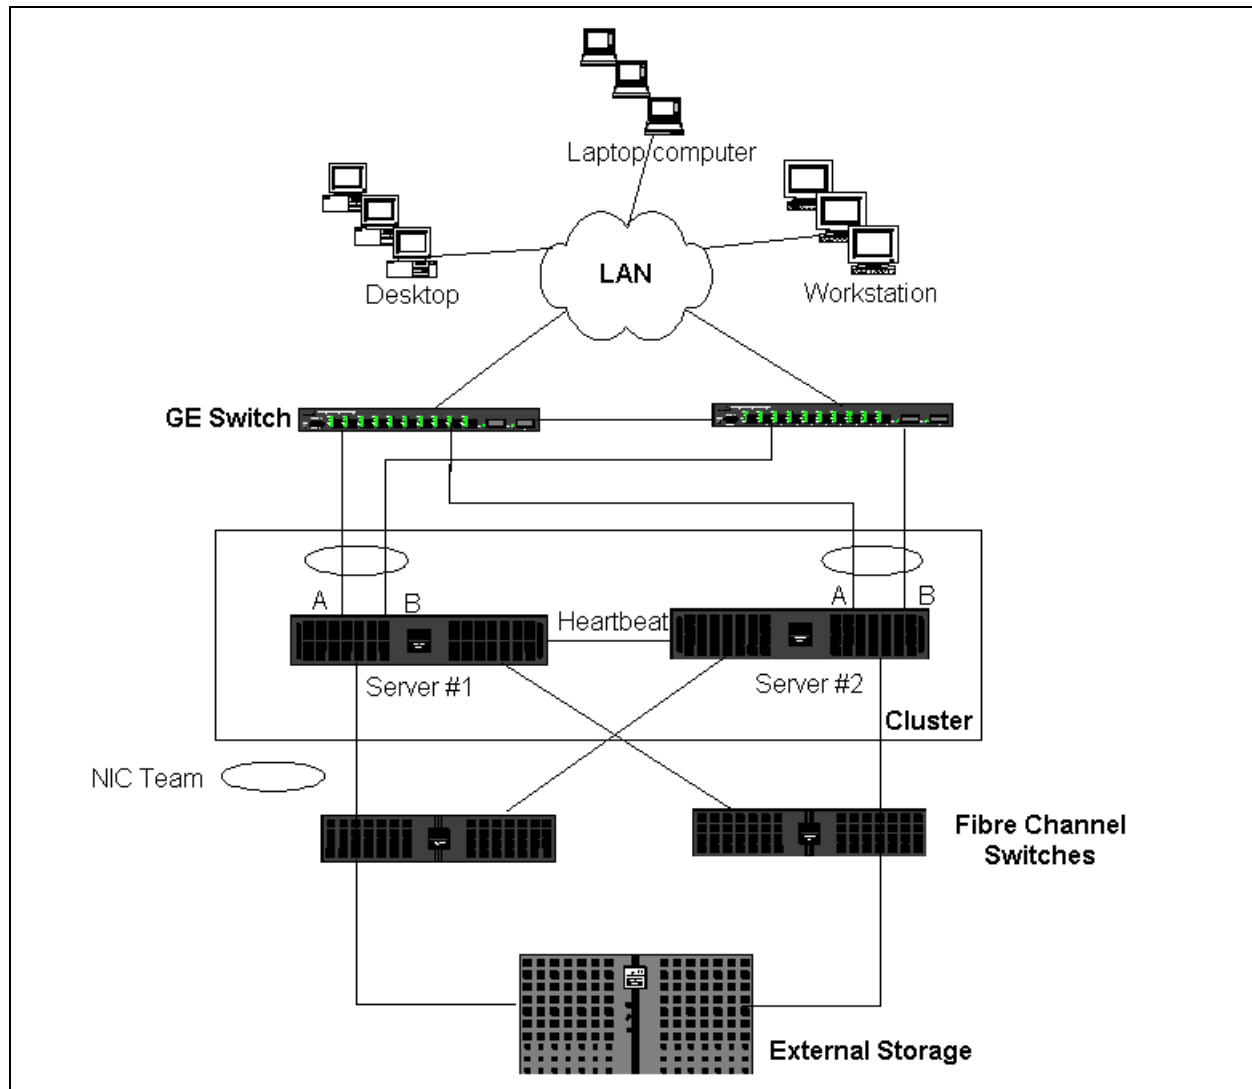 Laptop computer
Desktop
LAN
Workstation
GE Switch
A
B
A
B
Heartbeat
Server #1
Server #2
Cluster
NIC Team
Fibre Channel
Switches
External Storage